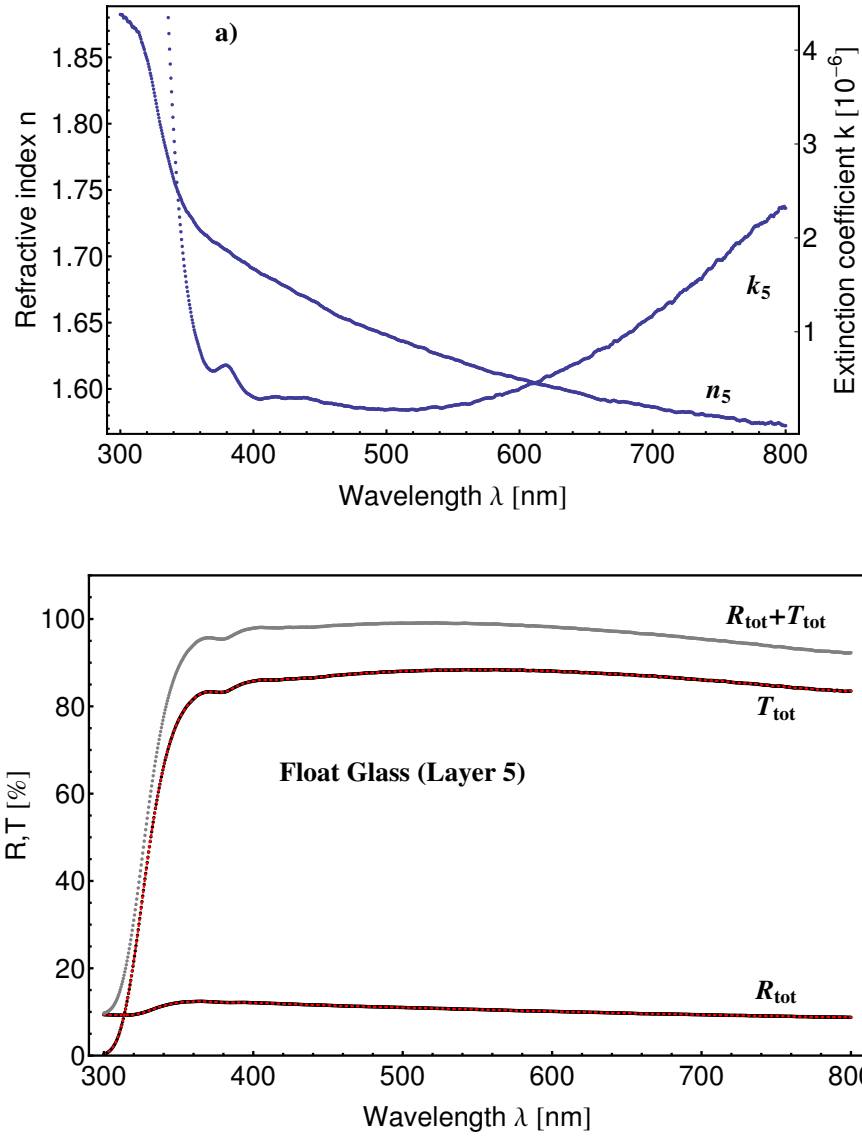 a)
1.85
1.80
1.75
1.70
1.65
1.60
Refractive index n
4
3
2
1
Extinction coefficient k [10⁻⁶]
k₅
n₅
300 400 500 600 700 800
Wavelength λ [nm]
100
80
60
40
20
0
R,T [%]
R_tot+T_tot
T_tot
Float Glass (Layer 5)
R_tot
300 400 500 600 700 800
Wavelength λ [nm]